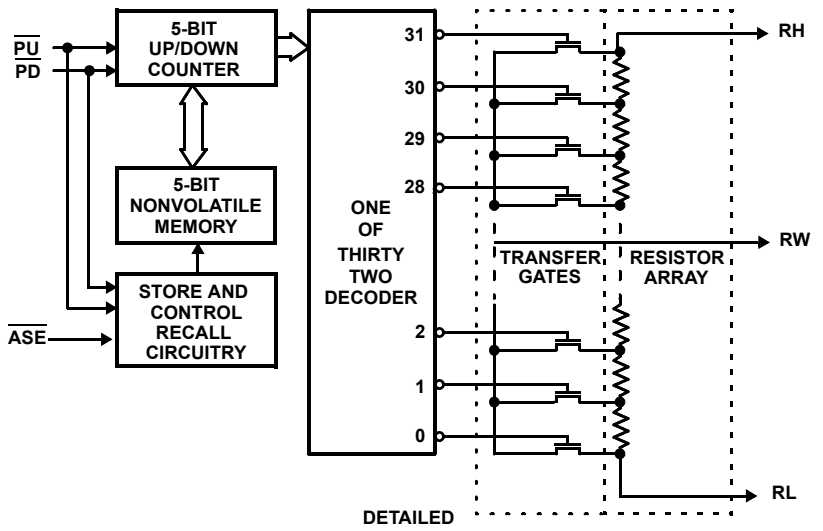 5-BIT
UP/DOWN
COUNTER
PU
PD
5-BIT
NONVOLATILE
MEMORY
STORE AND
CONTROL
RECALL
CIRCUITRY
ASE
ONE
OF
THIRTY
TWO
DECODER
31
30
29
28
2
1
0
TRANSFER
GATES
RESISTOR
ARRAY
RH
RW
RL
DETAILED